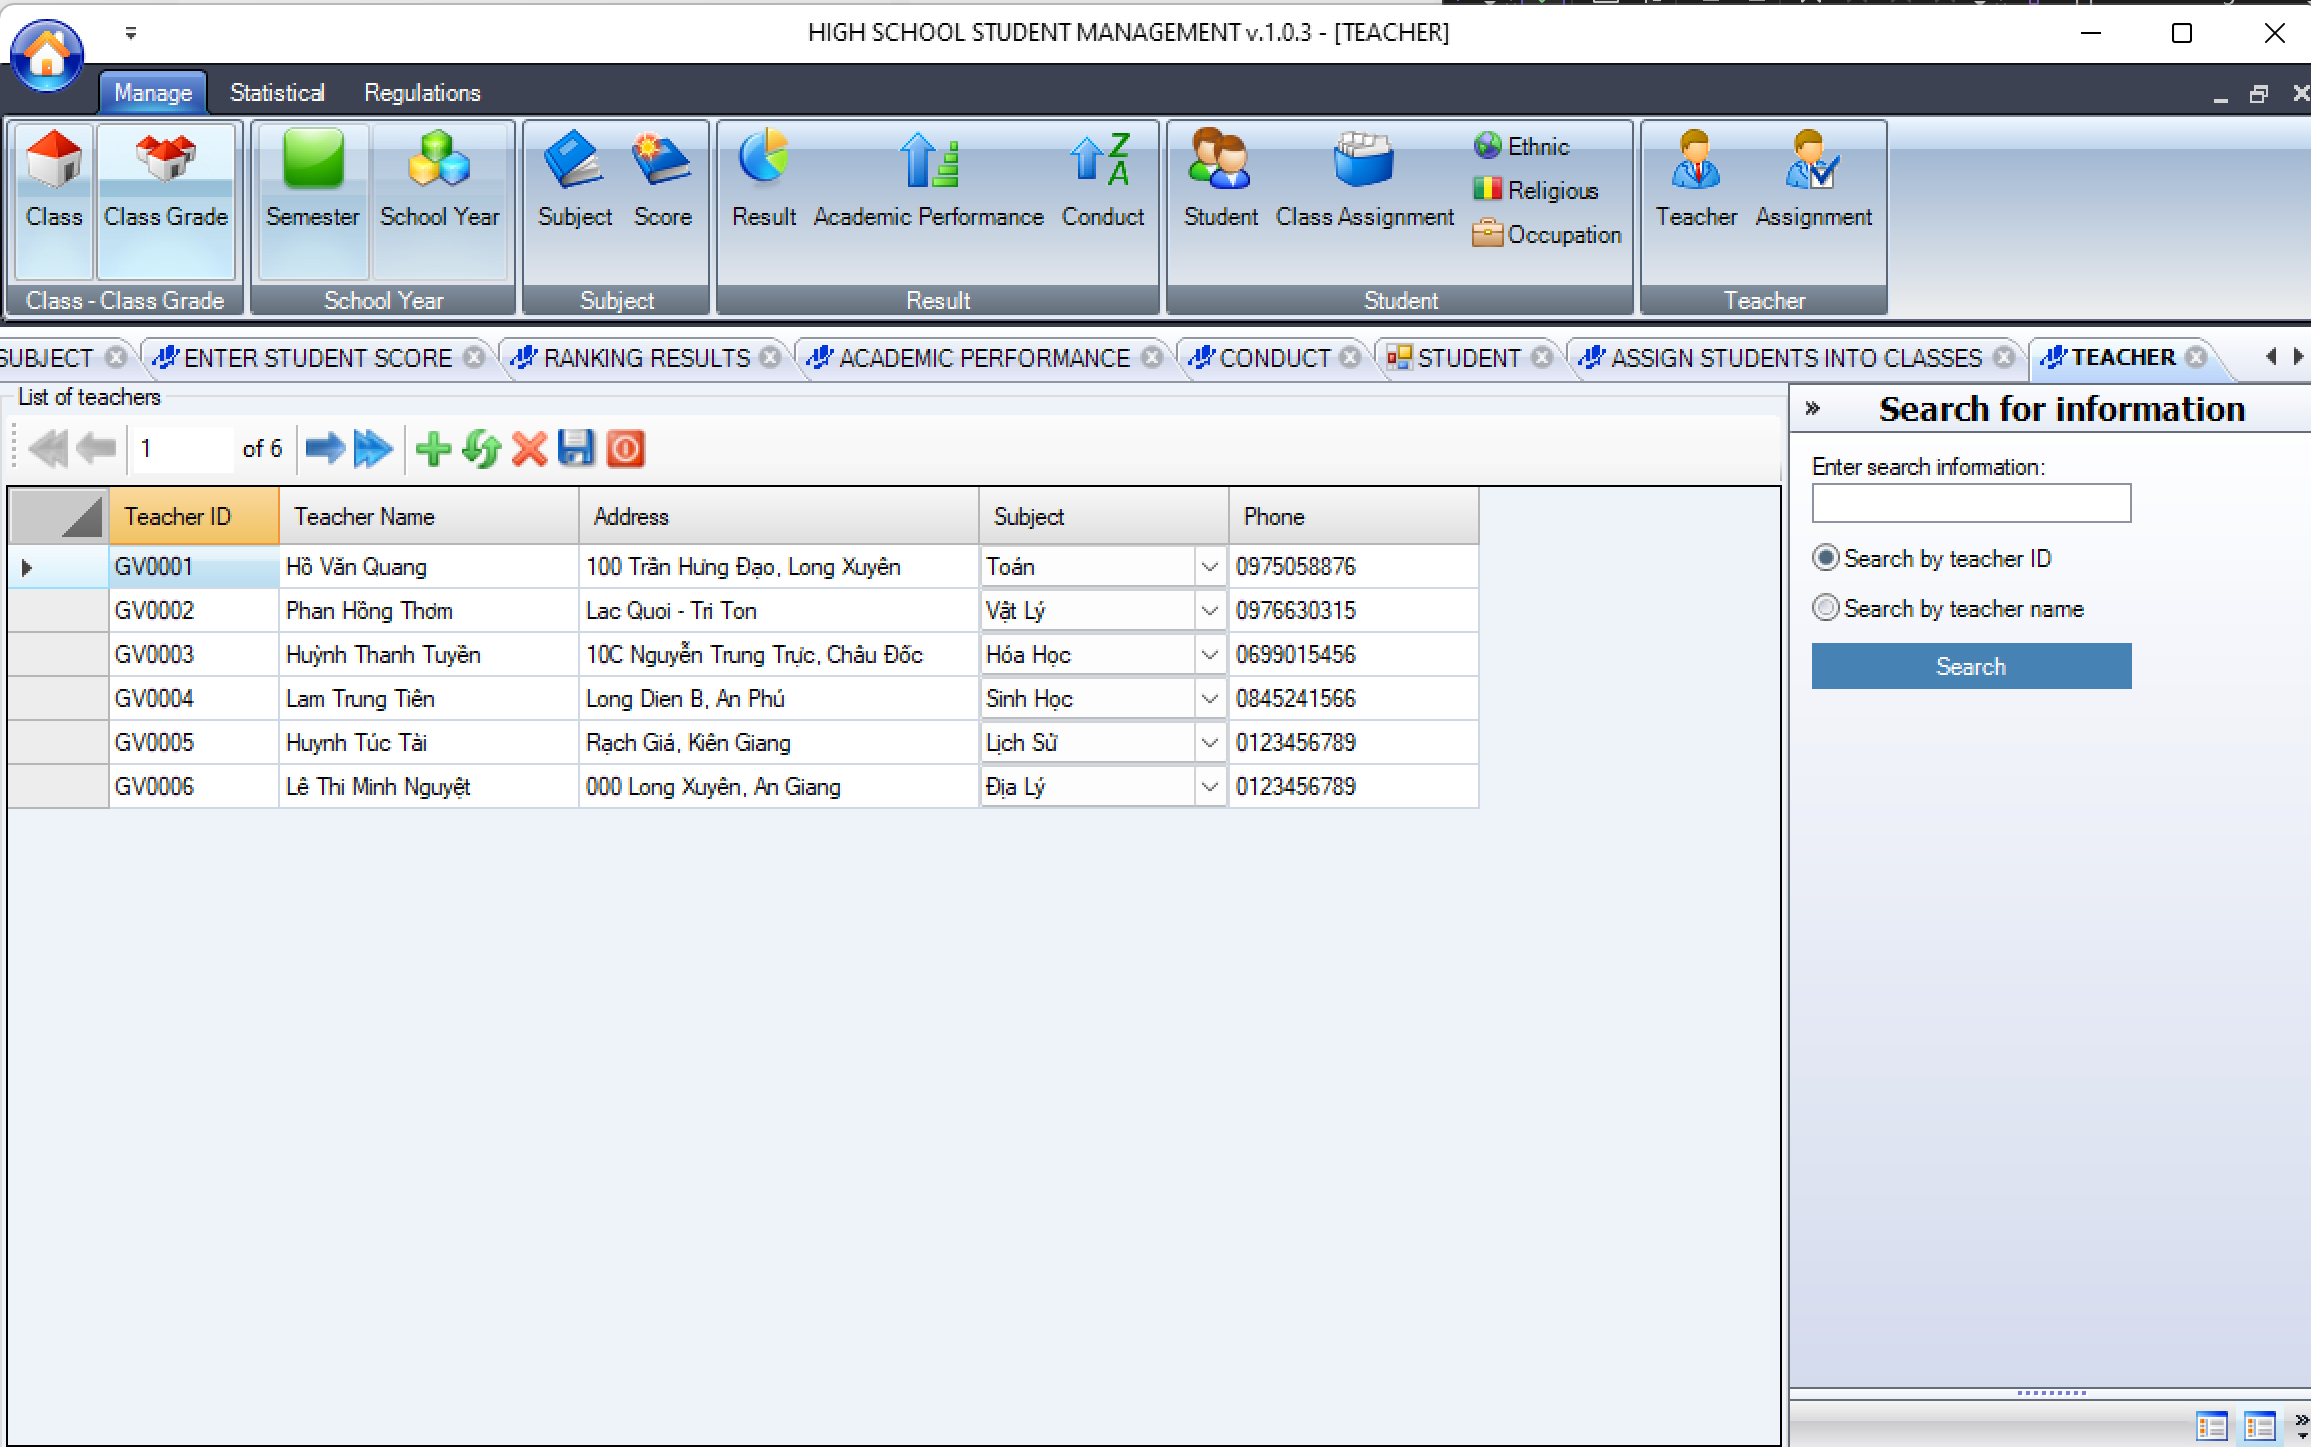 HIGH SCHOOL STUDENT MANAGEMENT v.1.0.3 - [TEACHER]
Manage Statistical Regulations
Class Class Grade Semester School Year Subject Score Result Academic Performance Conduct Student Class Assignment Ethnic Religious Occupation Teacher Assignment
Class - Class Grade School Year Subject Result Student Teacher
SUBJECT ENTER STUDENT SCORE RANKING RESULTS ACADEMIC PERFORMANCE CONDUCT STUDENT ASSIGN STUDENTS INTO CLASSES TEACHER
List of teachers
1 of 6
Teacher ID Teacher Name Address Subject Phone
GV0001 Hồ Văn Quang 100 Trần Hưng Đạo, Long Xuyên Toán 0975058876
GV0002 Phan Hồng Thơm Lac Quoi - Tri Ton Vật Lý 0976630315
GV0003 Huỳnh Thanh Tuyền 10C Nguyễn Trung Trực, Châu Đốc Hóa Học 0699015456
GV0004 Lam Trung Tiên Long Dien B, An Phú Sinh Học 0845241566
GV0005 Huynh Túc Tài Rạch Giá, Kiên Giang Lịch Sử 0123456789
GV0006 Lê Thi Minh Nguyệt 000 Long Xuyên, An Giang Địa Lý 0123456789
Search for information
Enter search information:
Search by teacher ID
Search by teacher name
Search